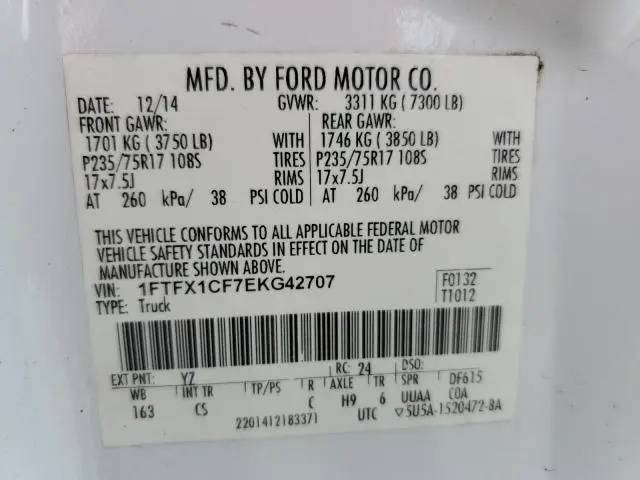 MFD. BY FORD MOTOR CO.
DATE: 12/14 GVWR: 3311 KG ( 7300 LB)
FRONT GAWR: REAR GAWR:
1701 KG ( 3750 LB) WITH 1746 KG ( 3850 LB) WITH
P235/75R17 108S TIRES P235/75R17 108S TIRES
17x7.5J RIMS 17x7.5J RIMS
AT 260 kPa/ 38 PSI COLD AT 260 kPa/ 38 PSI COLD
THIS VEHICLE CONFORMS TO ALL APPLICABLE FEDERAL MOTOR
VEHICLE SAFETY STANDARDS IN EFFECT ON THE DATE OF
MANUFACTURE SHOWN ABOVE.
VIN: 1FTFX1CF7EKG42707 F0132
TYPE: Truck T1012
EXT PNT: YZ RC: 24 DSO:
WB INT TR TP/PS R AXLE TR SPR DF615
163 CS C H9 6 UUAA COA
2201412183371 UTC ▽5U5A-1520472-BA